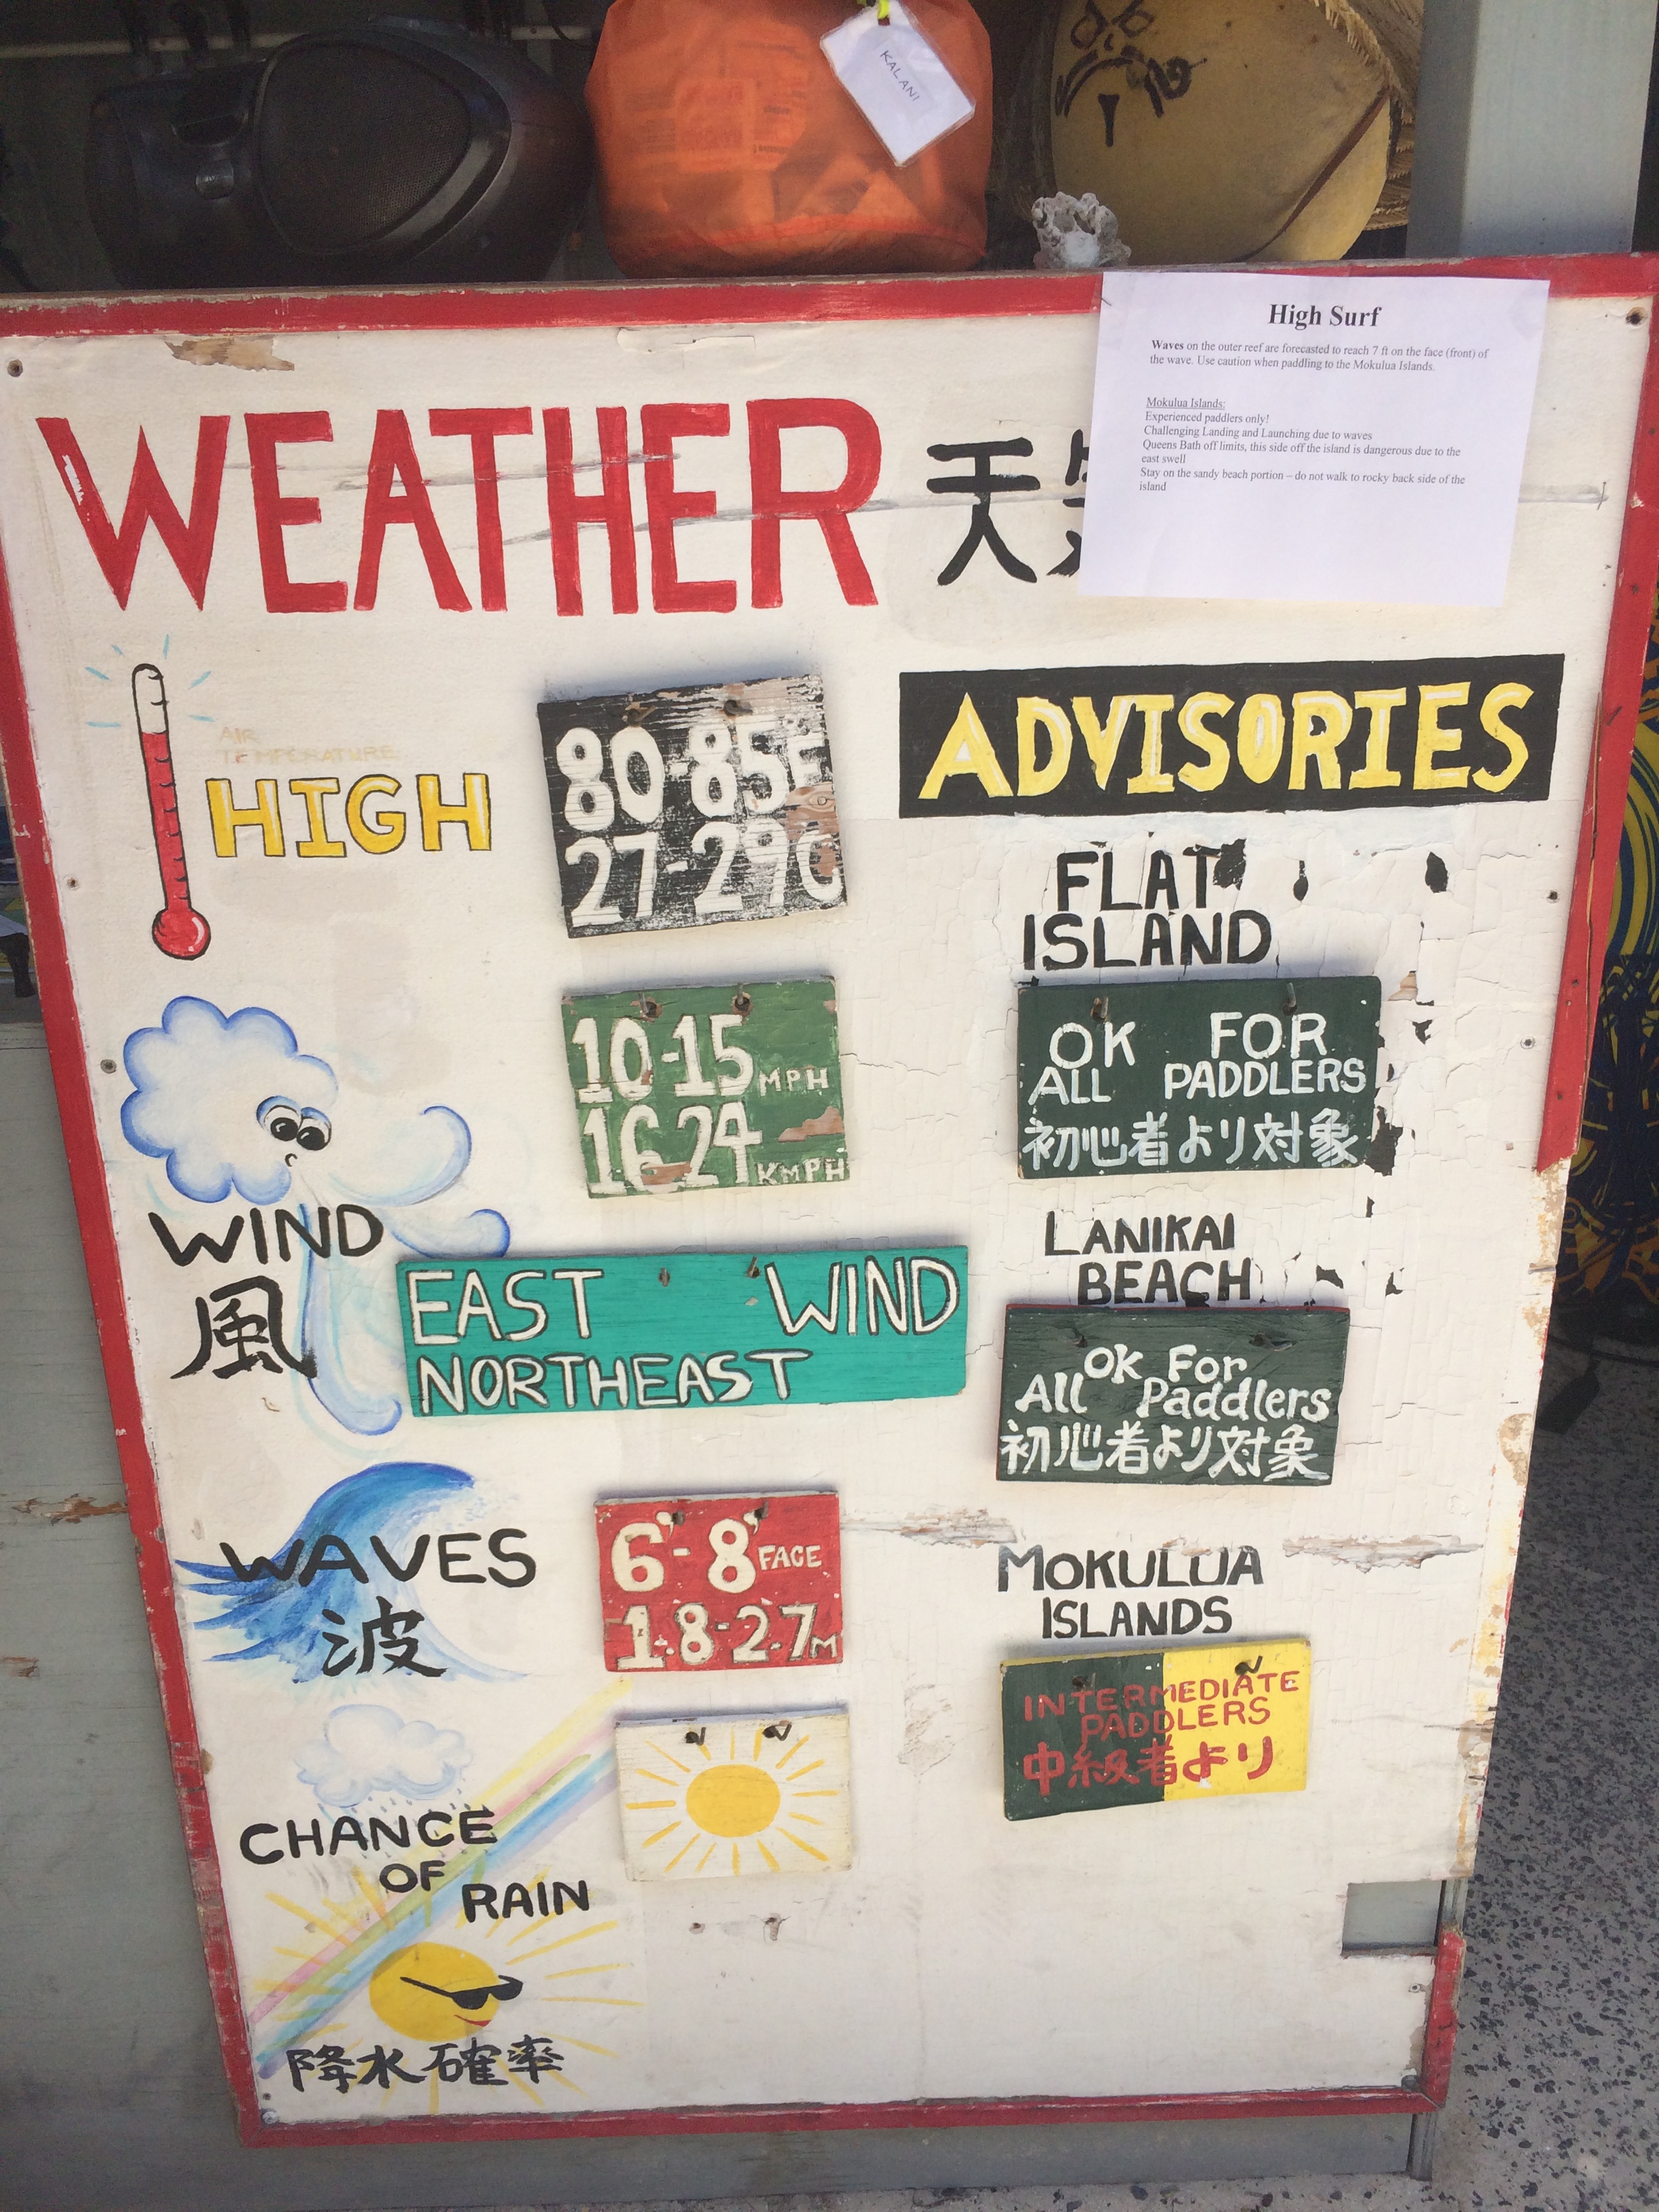 KALANI
High Surf
Waves on the outer reef are forecasted to reach 7 ft on the face (front) of
the wave. Use caution when paddling to the Mokulua Islands.
Mokulua Islands:
Experienced paddlers only!
Challenging Landing and Launching due to waves
Queens Bath off limits, this side off the island is dangerous due to the
east swell
Stay on the sandy beach portion – do not walk to rocky back side of the
island
WEATHER 天
AIR
TEMPERATURE
HIGH
80-85F
27-29C
WIND
風
10-15 MPH
16 24 KMPH
EAST WIND
NORTHEAST
WAVES
波
6'-8' FACE
1.8-2.7M
CHANCE
OF
RAIN
降水確率
ADVISORIES
FLAT
ISLAND
OK FOR
ALL PADDLERS
初心者より対象
LANIKAI
BEACH
OK For
All Paddlers
初心者より対象
MOKULUA
ISLANDS
INTERMEDIATE
PADDLERS
中級者より